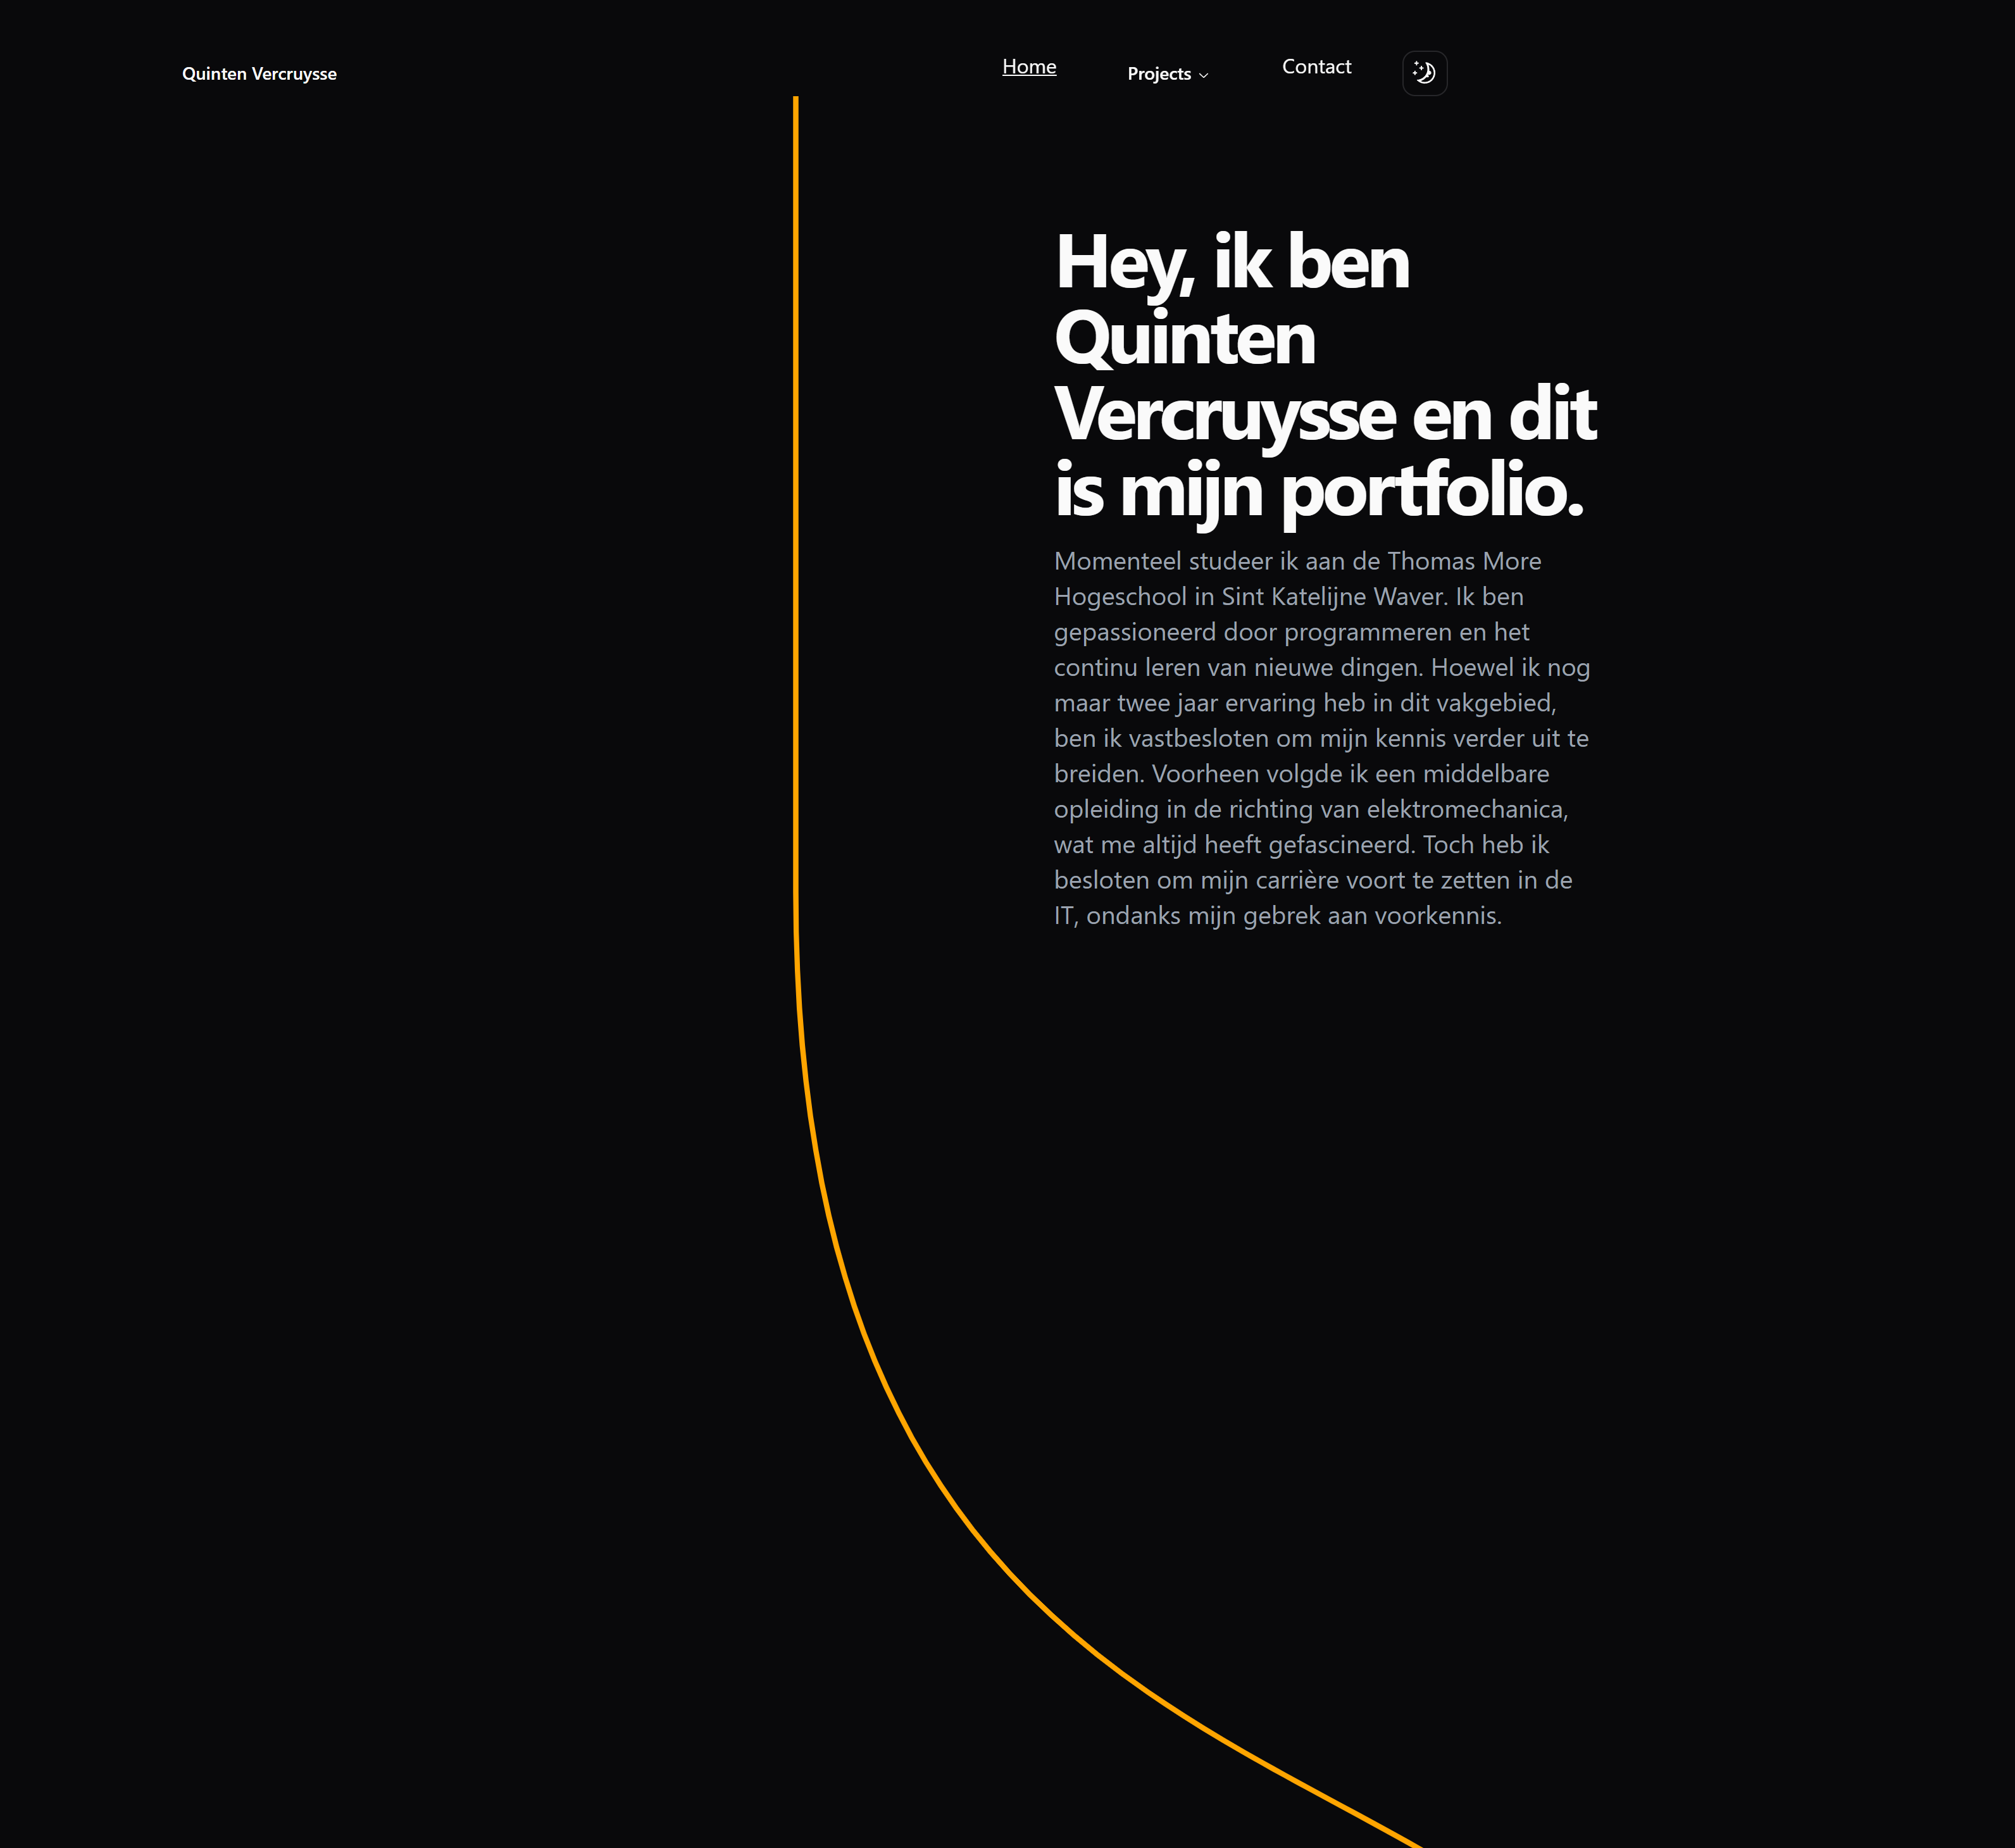 Quinten Vercruysse
Home
Projects
Contact
Hey, ik ben
Quinten
Vercruysse en dit
is mijn portfolio.
Momenteel studeer ik aan de Thomas More
Hogeschool in Sint Katelijne Waver. Ik ben
gepassioneerd door programmeren en het
continu leren van nieuwe dingen. Hoewel ik nog
maar twee jaar ervaring heb in dit vakgebied,
ben ik vastbesloten om mijn kennis verder uit te
breiden. Voorheen volgde ik een middelbare
opleiding in de richting van elektromechanica,
wat me altijd heeft gefascineerd. Toch heb ik
besloten om mijn carrière voort te zetten in de
IT, ondanks mijn gebrek aan voorkennis.